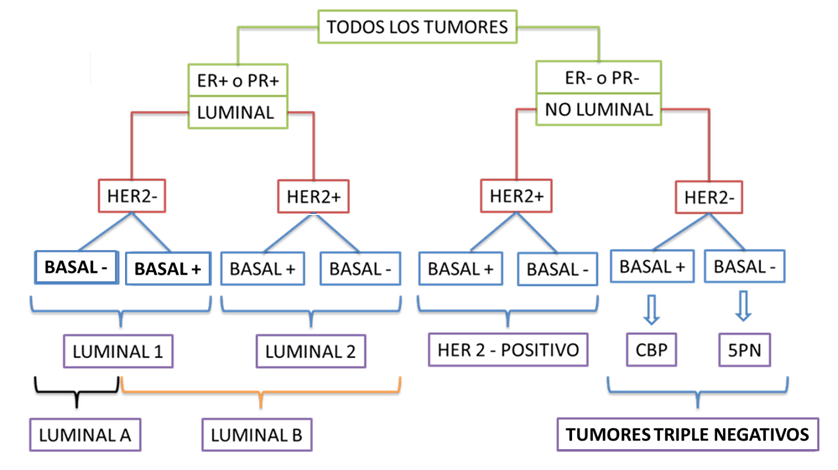 TODOS LOS TUMORES
ER+ o PR+
LUMINAL
ER- o PR-
NO LUMINAL
HER2-
HER2+
HER2+
HER2-
BASAL -
BASAL +
BASAL +
BASAL -
BASAL +
BASAL -
BASAL +
BASAL -
LUMINAL 1
LUMINAL 2
HER 2 - POSITIVO
CBP
5PN
LUMINAL A
LUMINAL B
TUMORES TRIPLE NEGATIVOS